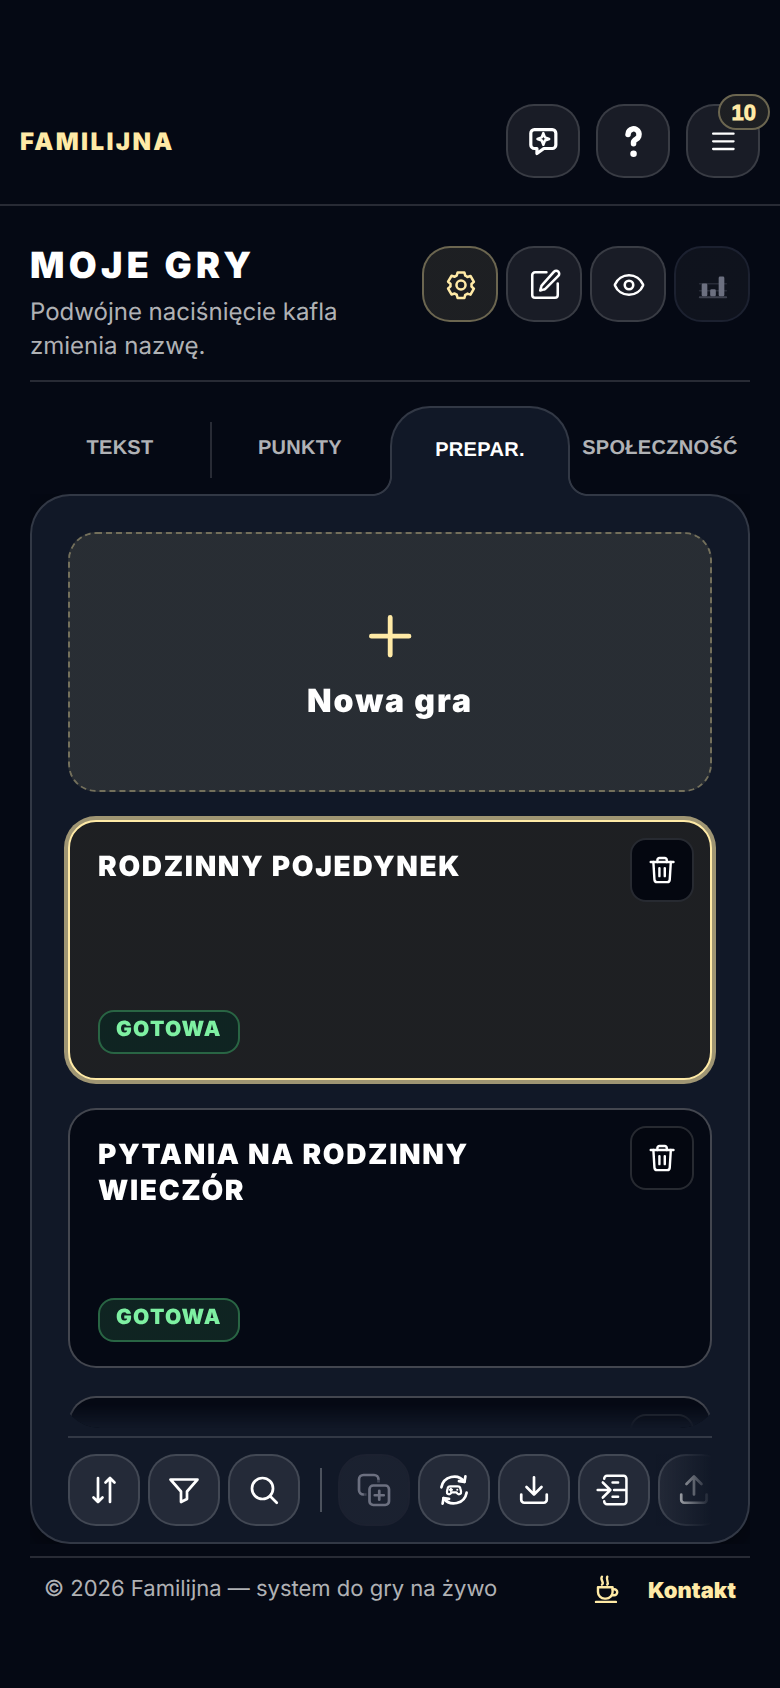 FAMILIJNA
10
MOJE GRY
Podwójne naciśnięcie kafla
zmienia nazwę.
TEKST
PUNKTY
PREPAR.
SPOŁECZNOŚĆ
Nowa gra
RODZINNY POJEDYNEK
GOTOWA
PYTANIA NA RODZINNY
WIECZÓR
GOTOWA
© 2026 Familijna — system do gry na żywo
Kontakt